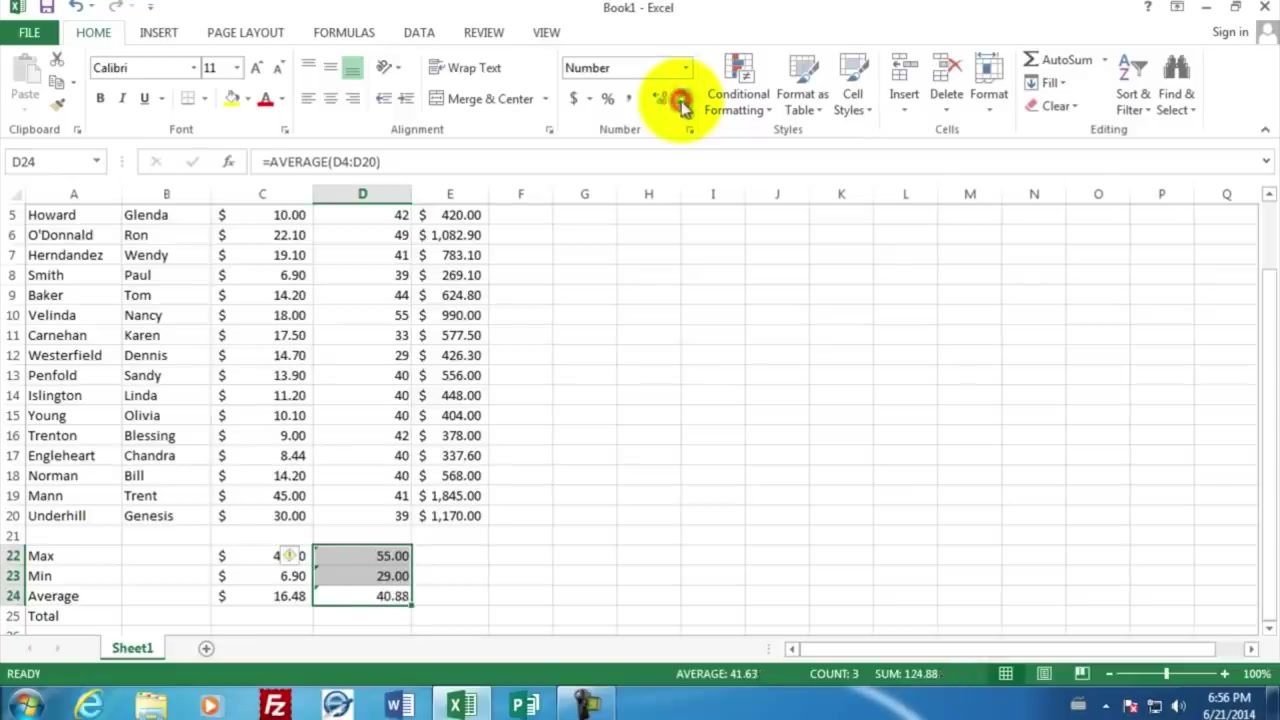 Book1 - Excel
?
FILE HOME INSERT PAGE LAYOUT FORMULAS DATA REVIEW VIEW Sign in
Paste
Clipboard
Calibri 11
B I U A
Font
Wrap Text
Merge & Center
Alignment
Number
$ % ,
Number
Conditional Formatting
Format as Table
Cell Styles
Styles
Insert Delete Format
Cells
AutoSum
Fill
Clear
Sort & Filter
Find & Select
Editing
D24 fx =AVERAGE(D4:D20)
A B C D E F G H I J K L M N O P Q
5 Howard Glenda $ 10.00 42 $ 420.00
6 O'Donnald Ron $ 22.10 49 $ 1,082.90
7 Herndandez Wendy $ 19.10 41 $ 783.10
8 Smith Paul $ 6.90 39 $ 269.10
9 Baker Tom $ 14.20 44 $ 624.80
10 Velinda Nancy $ 18.00 55 $ 990.00
11 Carnehan Karen $ 17.50 33 $ 577.50
12 Westerfield Dennis $ 14.70 29 $ 426.30
13 Penfold Sandy $ 13.90 40 $ 556.00
14 Islington Linda $ 11.20 40 $ 448.00
15 Young Olivia $ 10.10 40 $ 404.00
16 Trenton Blessing $ 9.00 42 $ 378.00
17 Engleheart Chandra $ 8.44 40 $ 337.60
18 Norman Bill $ 14.20 40 $ 568.00
19 Mann Trent $ 45.00 41 $ 1,845.00
20 Underhill Genesis $ 30.00 39 $ 1,170.00
21
22 Max $ 4 0 55.00
23 Min $ 6.90 29.00
24 Average $ 16.48 40.88
25 Total
Sheet1
READY AVERAGE: 41.63 COUNT: 3 SUM: 124.88 100%
6:56 PM
6/21/2014